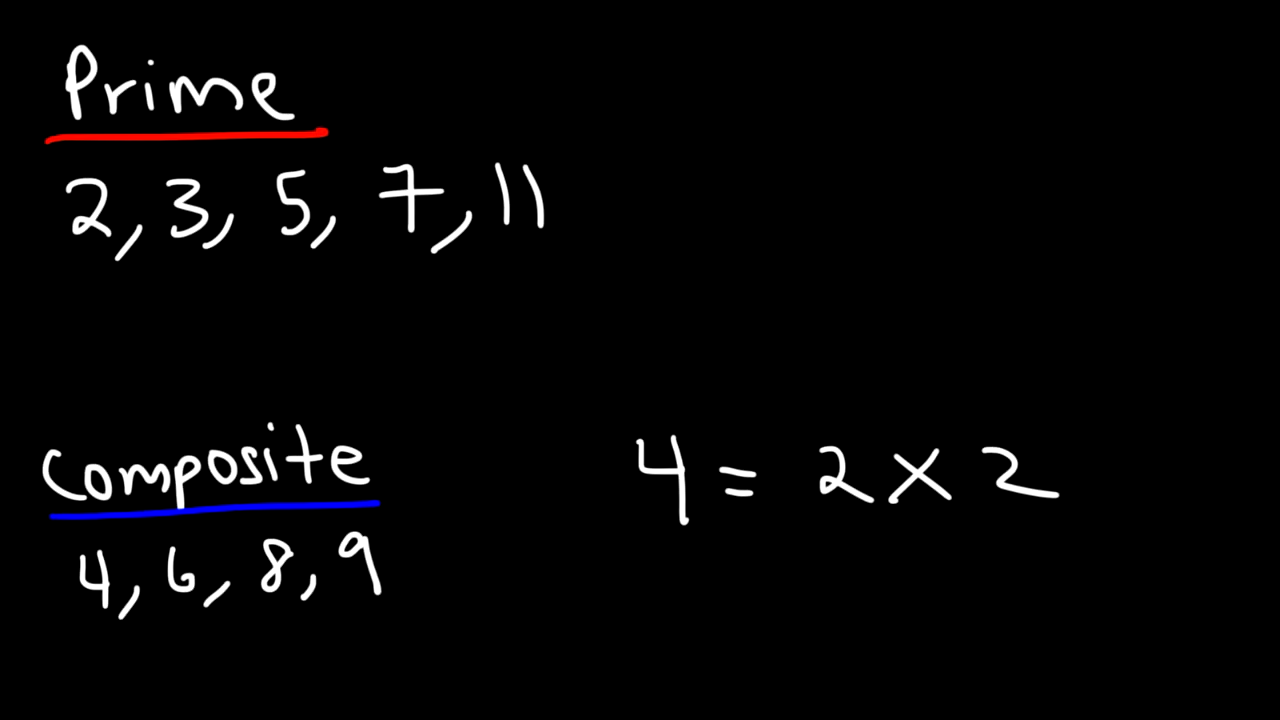 Prime
2, 3, 5, 7, 11
Composite
4, 6, 8, 9
4 = 2 × 2